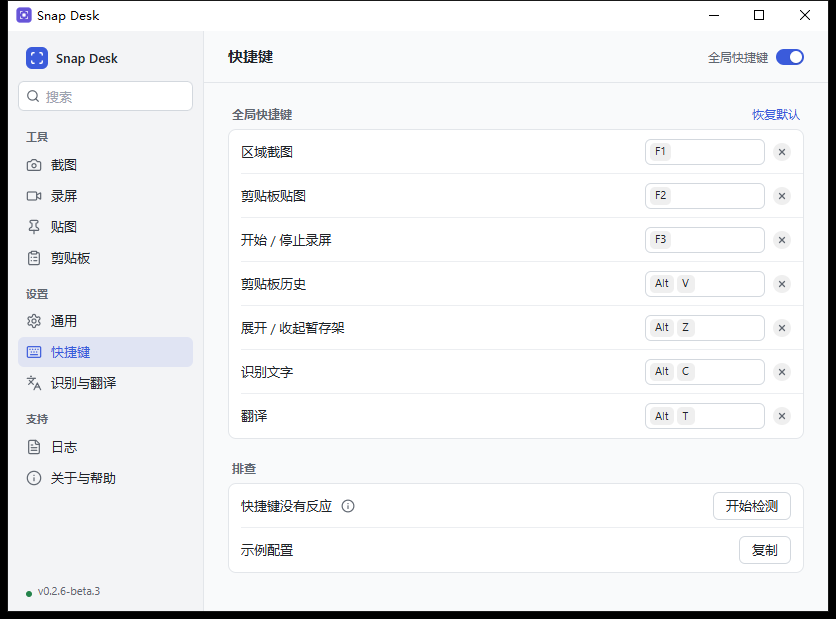 Snap Desk
Snap Desk
搜索
工具
截图
录屏
贴图
剪贴板
设置
通用
快捷键
识别与翻译
支持
日志
关于与帮助
v0.2.6-beta.3
快捷键
全局快捷键
全局快捷键
恢复默认
区域截图
F1
剪贴板贴图
F2
开始 / 停止录屏
F3
剪贴板历史
Alt V
展开 / 收起暂存架
Alt Z
识别文字
Alt C
翻译
Alt T
排查
快捷键没有反应
开始检测
示例配置
复制